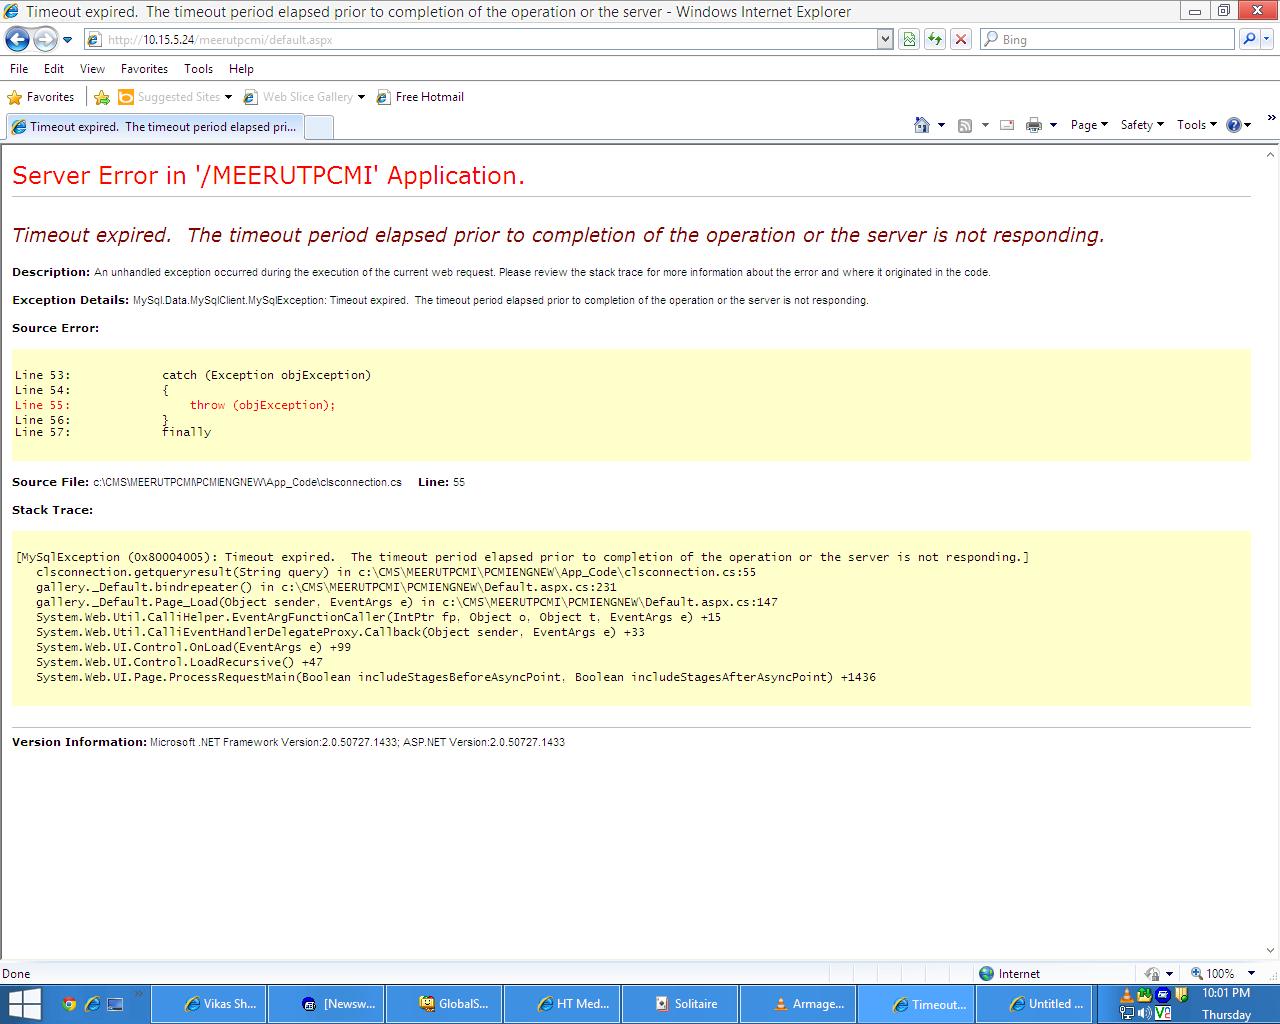 Timeout expired.  The timeout period elapsed prior to completion of the operation or the server - Windows Internet Explorer
http://10.15.5.24/meerutpcmi/default.aspx
Bing
File Edit View Favorites Tools Help
Favorites Suggested Sites Web Slice Gallery Free Hotmail
Timeout expired.  The timeout period elapsed pri... Page Safety Tools
Server Error in '/MEERUTPCMI' Application.
Timeout expired.  The timeout period elapsed prior to completion of the operation or the server is not responding.
Description: An unhandled exception occurred during the execution of the current web request. Please review the stack trace for more information about the error and where it originated in the code.
Exception Details: MySql.Data.MySqlClient.MySqlException: Timeout expired.  The timeout period elapsed prior to completion of the operation or the server is not responding.
Source Error:
Line 53:             catch (Exception objException)
Line 54:             {
Line 55:                 throw (objException);
Line 56:             }
Line 57:             finally
Source File: c:\CMS\MEERUTPCMI\PCMIENGNEW\App_Code\clsconnection.cs    Line: 55
Stack Trace:
[MySqlException (0x80004005): Timeout expired.  The timeout period elapsed prior to completion of the operation or the server is not responding.]
   clsconnection.getqueryresult(String query) in c:\CMS\MEERUTPCMI\PCMIENGNEW\App_Code\clsconnection.cs:55
   gallery._Default.bindrepeater() in c:\CMS\MEERUTPCMI\PCMIENGNEW\Default.aspx.cs:231
   gallery._Default.Page_Load(Object sender, EventArgs e) in c:\CMS\MEERUTPCMI\PCMIENGNEW\Default.aspx.cs:147
   System.Web.Util.CalliHelper.EventArgFunctionCaller(IntPtr fp, Object o, Object t, EventArgs e) +15
   System.Web.Util.CalliEventHandlerDelegateProxy.Callback(Object sender, EventArgs e) +33
   System.Web.UI.Control.OnLoad(EventArgs e) +99
   System.Web.UI.Control.LoadRecursive() +47
   System.Web.UI.Page.ProcessRequestMain(Boolean includeStagesBeforeAsyncPoint, Boolean includeStagesAfterAsyncPoint) +1436
Version Information: Microsoft .NET Framework Version:2.0.50727.1433; ASP.NET Version:2.0.50727.1433
Done Internet 100%
Vikas Sh... [Newsw... GlobalS... HT Med... Solitaire Armage... Timeout... Untitled ... 10:01 PM
Thursday